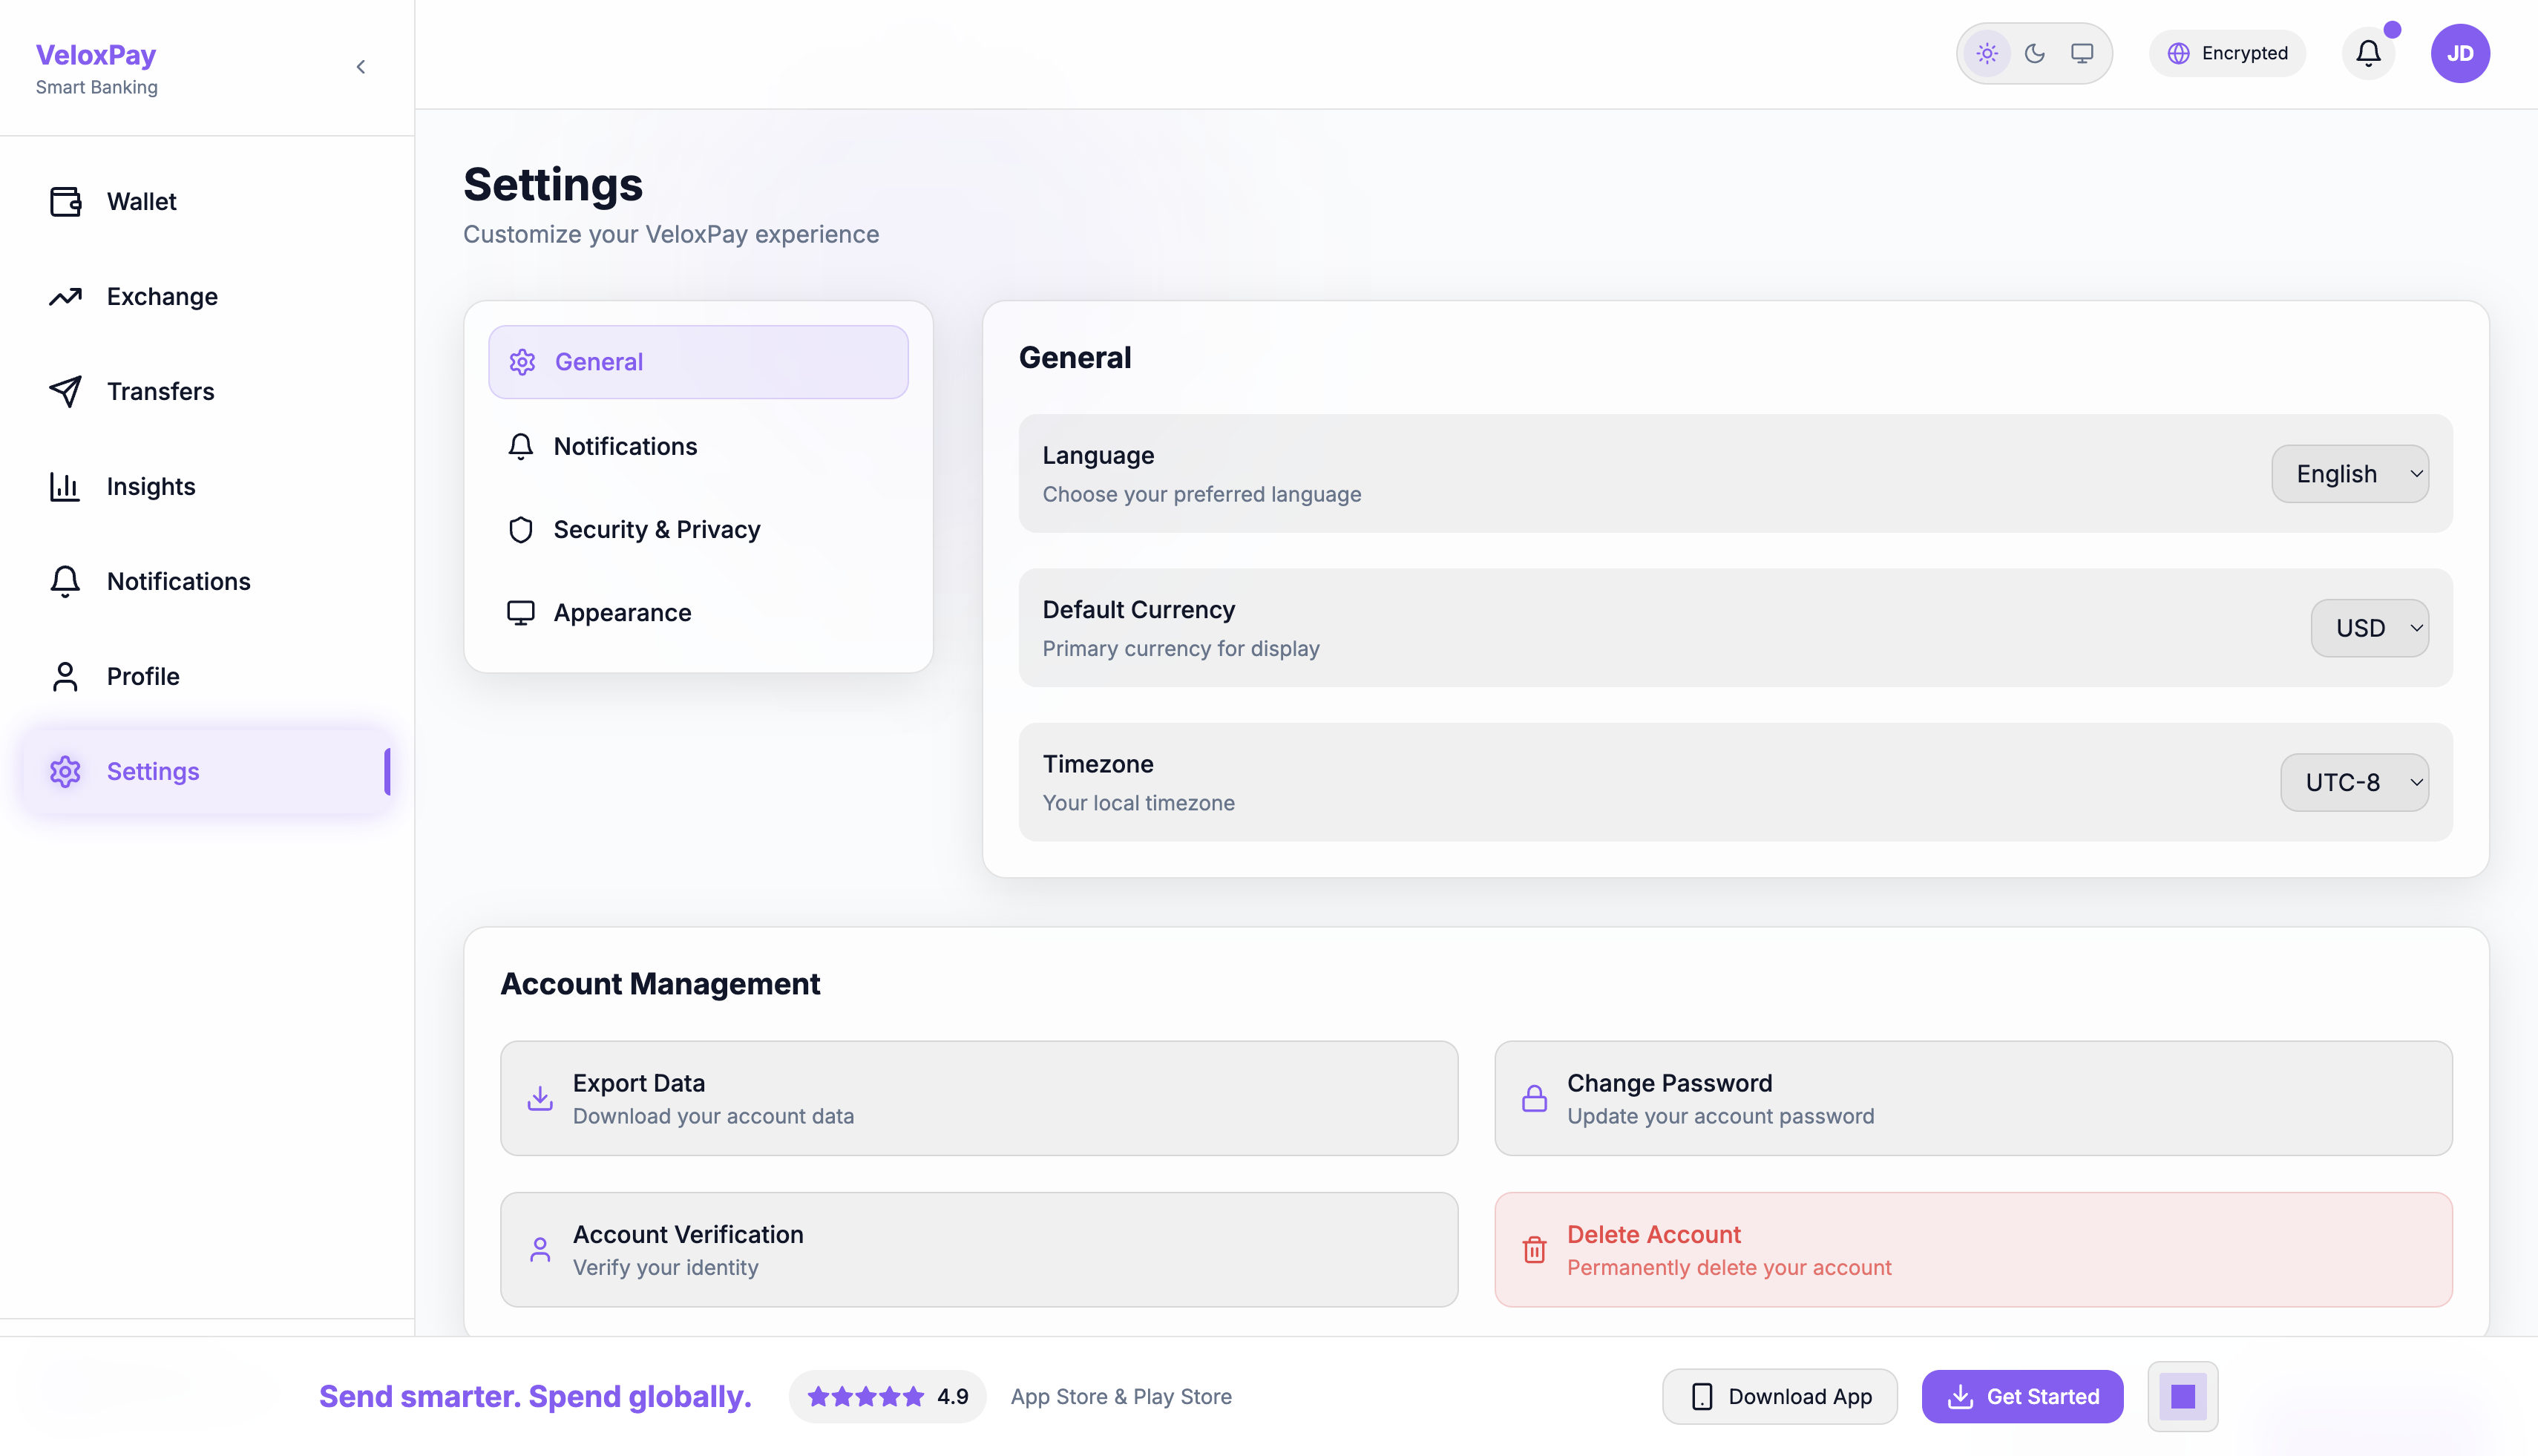 VeloxPay
Smart Banking
Wallet
Exchange
Transfers
Insights
Notifications
Profile
Settings
Encrypted
JD
Settings
Customize your VeloxPay experience
General
Notifications
Security & Privacy
Appearance
General
Language
Choose your preferred language
English
Default Currency
Primary currency for display
USD
Timezone
Your local timezone
UTC-8
Account Management
Export Data
Download your account data
Change Password
Update your account password
Account Verification
Verify your identity
Delete Account
Permanently delete your account
Send smarter. Spend globally.
4.9
App Store & Play Store
Download App
Get Started